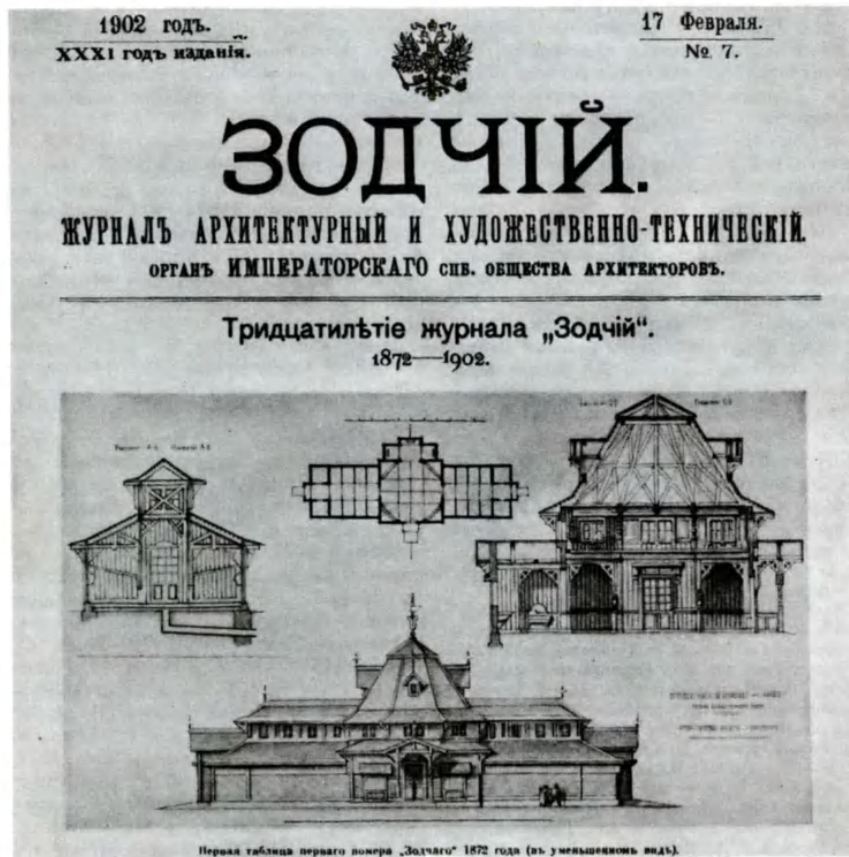 1902 годъ.
XXXI годъ изданія.
17 Февраля.
№ 7.
ЗОДЧІЙ.
ЖУРНАЛЪ АРХИТЕКТУРНЫЙ И ХУДОЖЕСТВЕННО-ТЕХНИЧЕСКІЙ.
ОРГАНЪ ИМПЕРАТОРСКАГО СПБ. ОБЩЕСТВА АРХИТЕКТОРОВЪ.
Тридцатилѣтіе журнала „Зодчій“.
1872—1902.
Первая таблица перваго номера „Зодчаго“ 1872 года (въ уменьшенномъ видѣ).